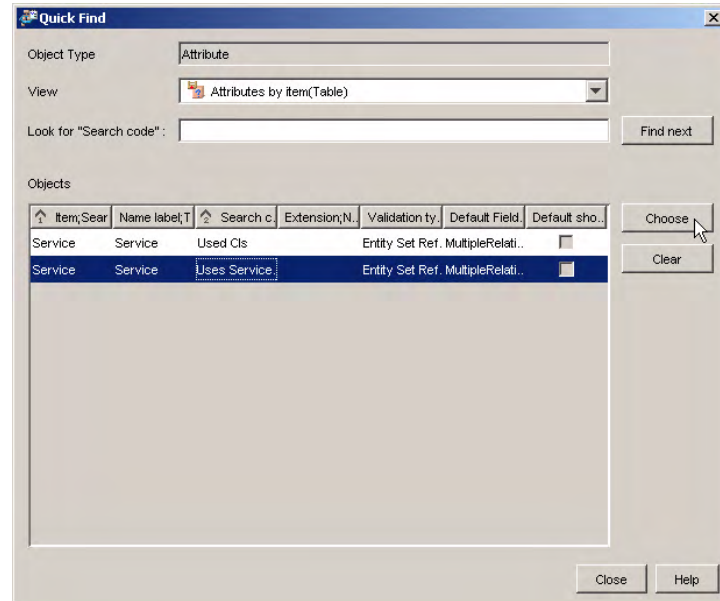 Quick Find
Object Type Attribute
View Attributes by item(Table)
Look for "Search code" : Find next
Objects
1 Item;Sear Name label;T 2 Search c. Extension;N.. Validation ty. Default Field. Default sho.. Choose
Service Service Used CIs Entity Set Ref. MultipleRelati..
Service Service Uses Service. Entity Set Ref. MultipleRelati..
Clear
Close Help